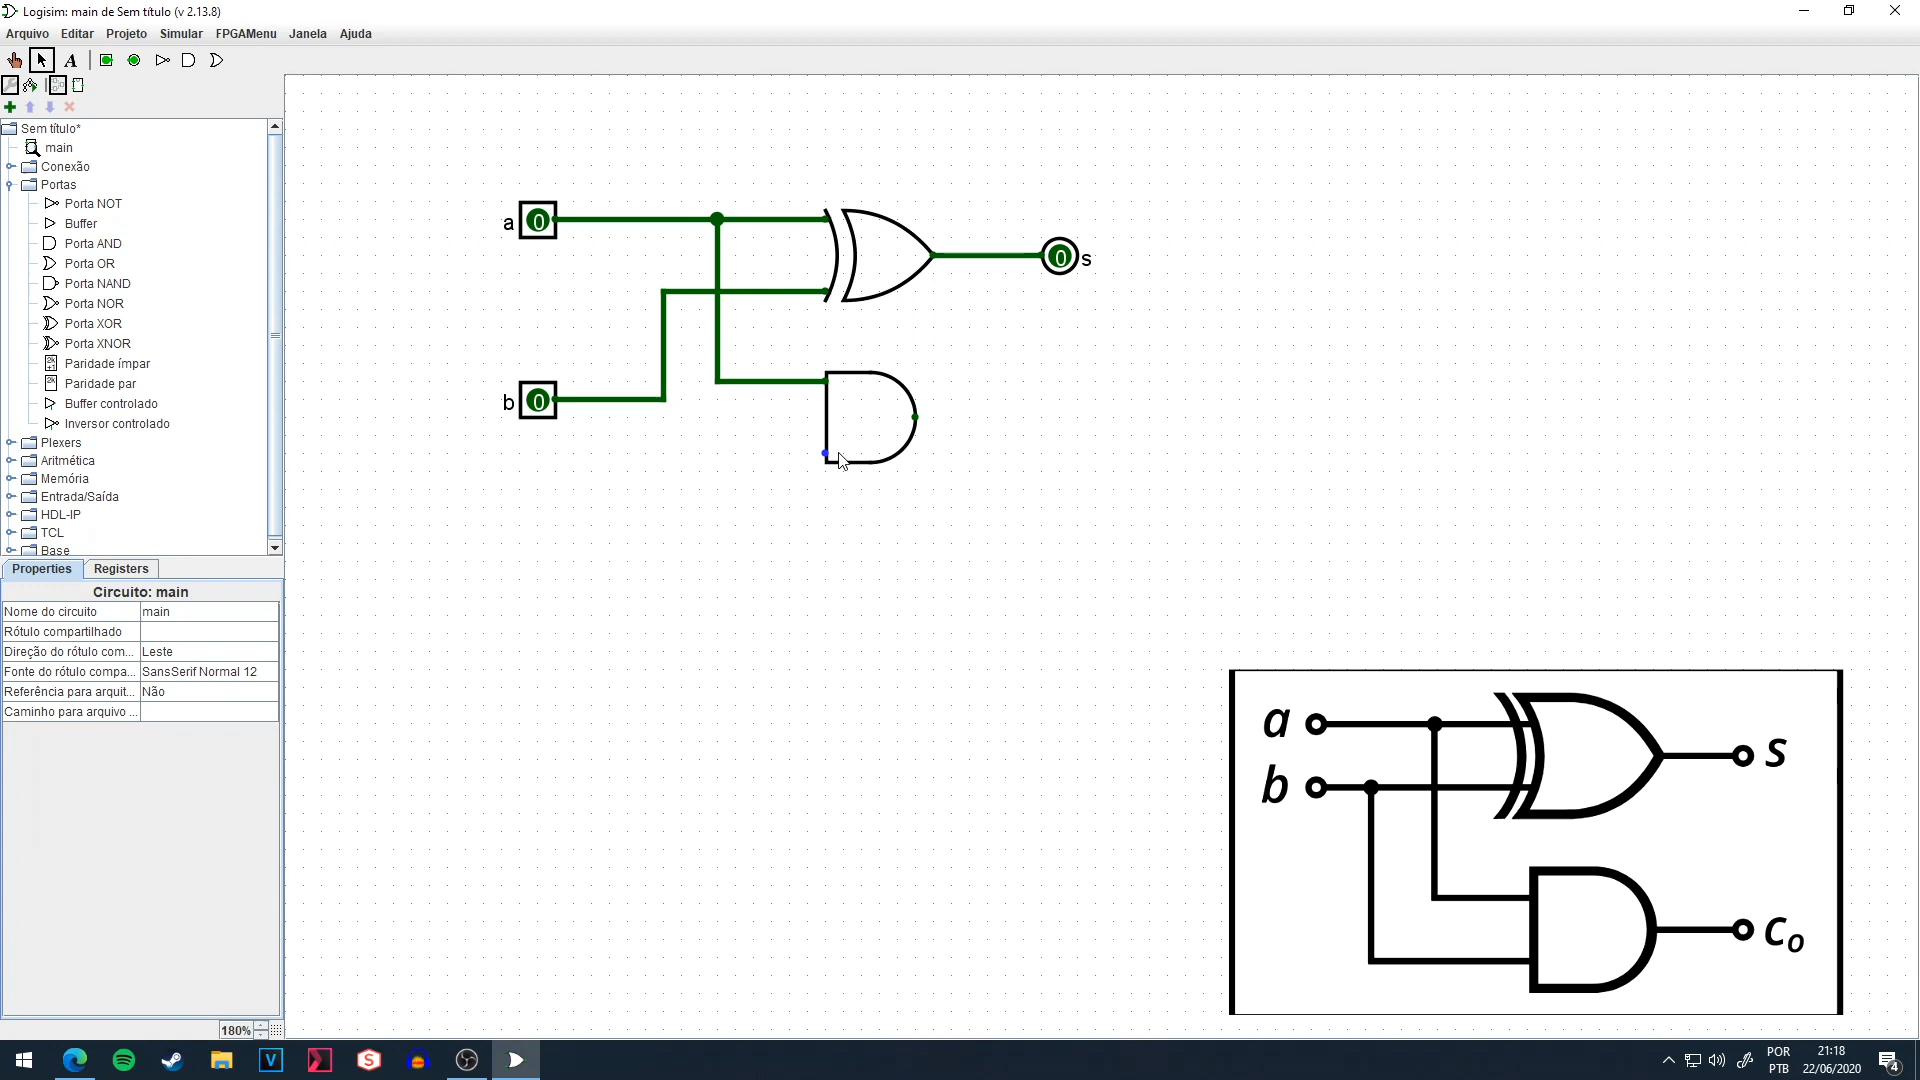 Logisim: main de Sem título (v 2.13.8)
Arquivo Editar Projeto Simular FPGAMenu Janela Ajuda
A
Sem título*
main
Conexão
Portas
Porta NOT
Buffer
Porta AND
Porta OR
Porta NAND
Porta NOR
Porta XOR
Porta XNOR
Paridade ímpar
Paridade par
Buffer controlado
Inversor controlado
Plexers
Aritmética
Memória
Entrada/Saída
HDL-IP
TCL
Base
Properties Registers
Circuito: main
Nome do circuito main
Rótulo compartilhado
Direção do rótulo com... Leste
Fonte do rótulo compa... SansSerif Normal 12
Referência para arquit... Não
Caminho para arquivo ...
180%
a 0
0 s
b 0
a
s
b
c₀
POR
PTB
21:18
22/06/2020
4